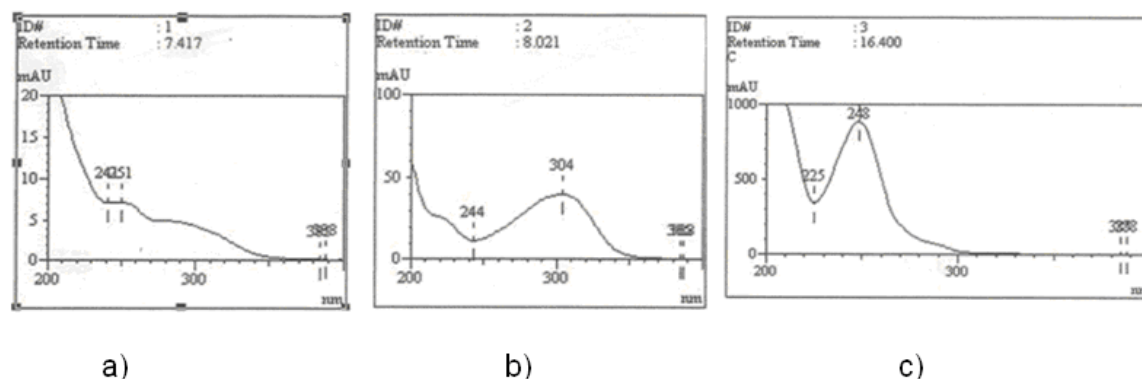 ID# : 1
Retention Time : 7.417
mAU
20
15
10
5
0
251
200
300
nm
a)
ID# : 2
Retention Time : 8.021
mAU
100
50
0
244
304
200
300
nm
b)
ID# : 3
Retention Time : 16.400
C
mAU
1000
500
0
225
248
200
300
c)